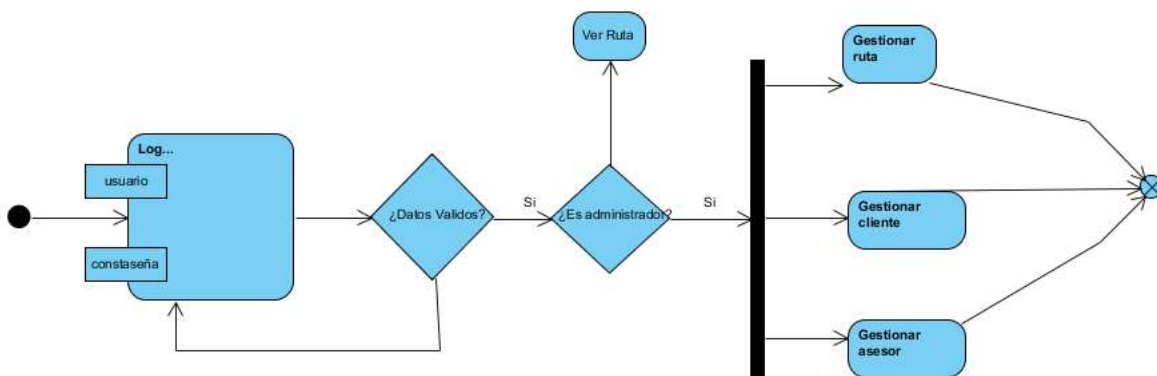 Ver Ruta
Gestionar
ruta
Log...
usuario
constaseña
¿Datos Validos?
Si
¿Es administrador?
Si
Gestionar
cliente
Gestionar
asesor